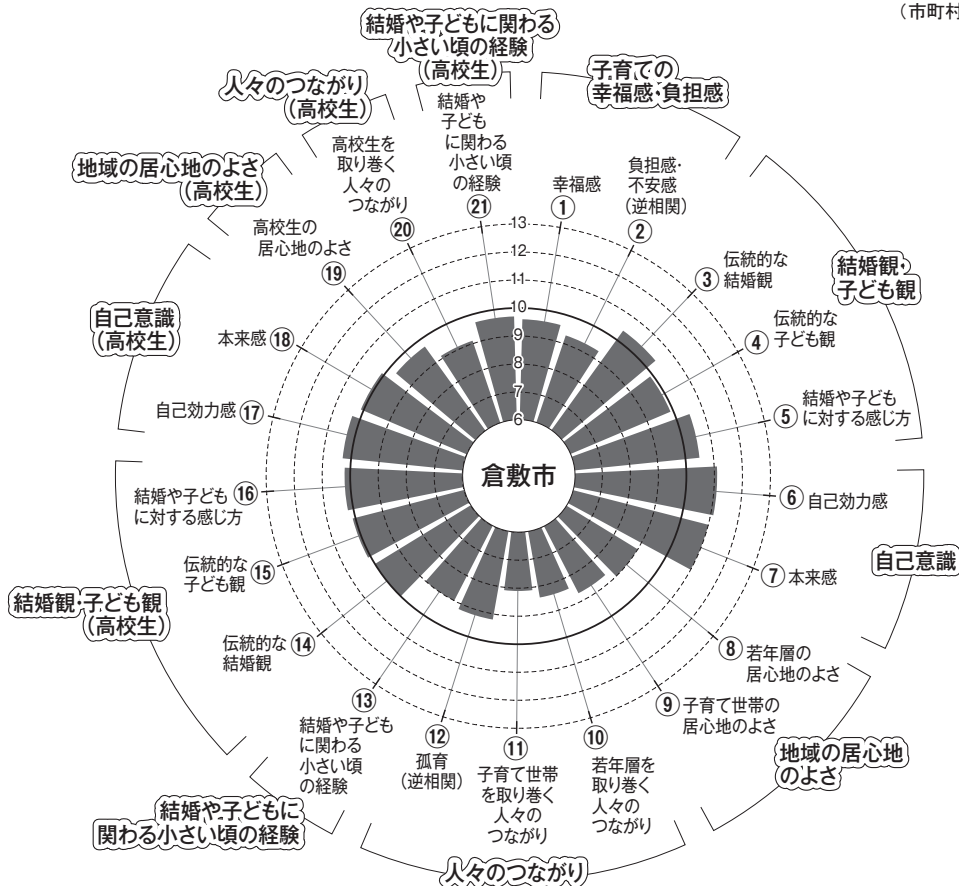 （市町村
結婚や子どもに関わる
小さい頃の経験
（高校生）
子育ての
幸福感・負担感
人々のつながり
（高校生）
地域の居心地のよさ
（高校生）
自己意識
（高校生）
結婚観・
子ども観
自己意識
地域の居心地
のよさ
人々のつながり
結婚や子どもに
関わる小さい頃の経験
結婚観・子ども観
（高校生）
① 幸福感
② 負担感・
不安感
（逆相関）
③ 伝統的な
結婚観
④ 伝統的な
子ども観
⑤ 結婚や子ども
に対する感じ方
⑥ 自己効力感
⑦ 本来感
⑧ 若年層の
居心地のよさ
⑨ 子育て世帯の
居心地のよさ
⑩
若年層を
取り巻く
人々の
つながり
⑪
子育て世帯
を取り巻く
人々の
つながり
⑫
孤育
（逆相関）
⑬
結婚や子ども
に関わる
小さい頃
の経験
⑭
伝統的な
結婚観
⑮
伝統的な
子ども観
結婚や子ども ⑯
に対する感じ方
自己効力感 ⑰
本来感 ⑱
高校生の
居心地のよさ
⑲
高校生を
取り巻く
人々の
つながり
⑳
結婚や
子ども
に関わる
小さい頃
の経験
㉑
13
12
11
10
9
8
7
6
倉敷市